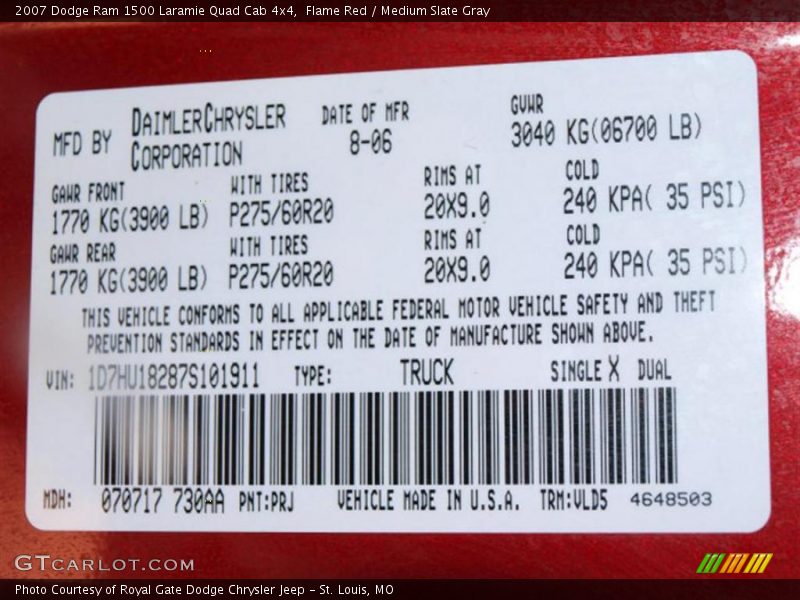 2007 Dodge Ram 1500 Laramie Quad Cab 4x4,  Flame Red / Medium Slate Gray
MFD BY DAIMLERCHRYSLER CORPORATION DATE OF MFR 8-06 GVWR 3040 KG(06700 LB)
GAWR FRONT WITH TIRES RIMS AT COLD
1770 KG(3900 LB) P275/60R20 20X9.0 240 KPA( 35 PSI)
GAWR REAR WITH TIRES RIMS AT COLD
1770 KG(3900 LB) P275/60R20 20X9.0 240 KPA( 35 PSI)
THIS VEHICLE CONFORMS TO ALL APPLICABLE FEDERAL MOTOR VEHICLE SAFETY AND THEFT
PREVENTION STANDARDS IN EFFECT ON THE DATE OF MANUFACTURE SHOWN ABOVE.
VIN: 1D7HU18287S101911 TYPE: TRUCK SINGLE X DUAL
MDH: 070717 730AA PNT:PRJ VEHICLE MADE IN U.S.A. TRM:VLD5 4648503
GTCARLOT.COM
Photo Courtesy of Royal Gate Dodge Chrysler Jeep - St. Louis, MO